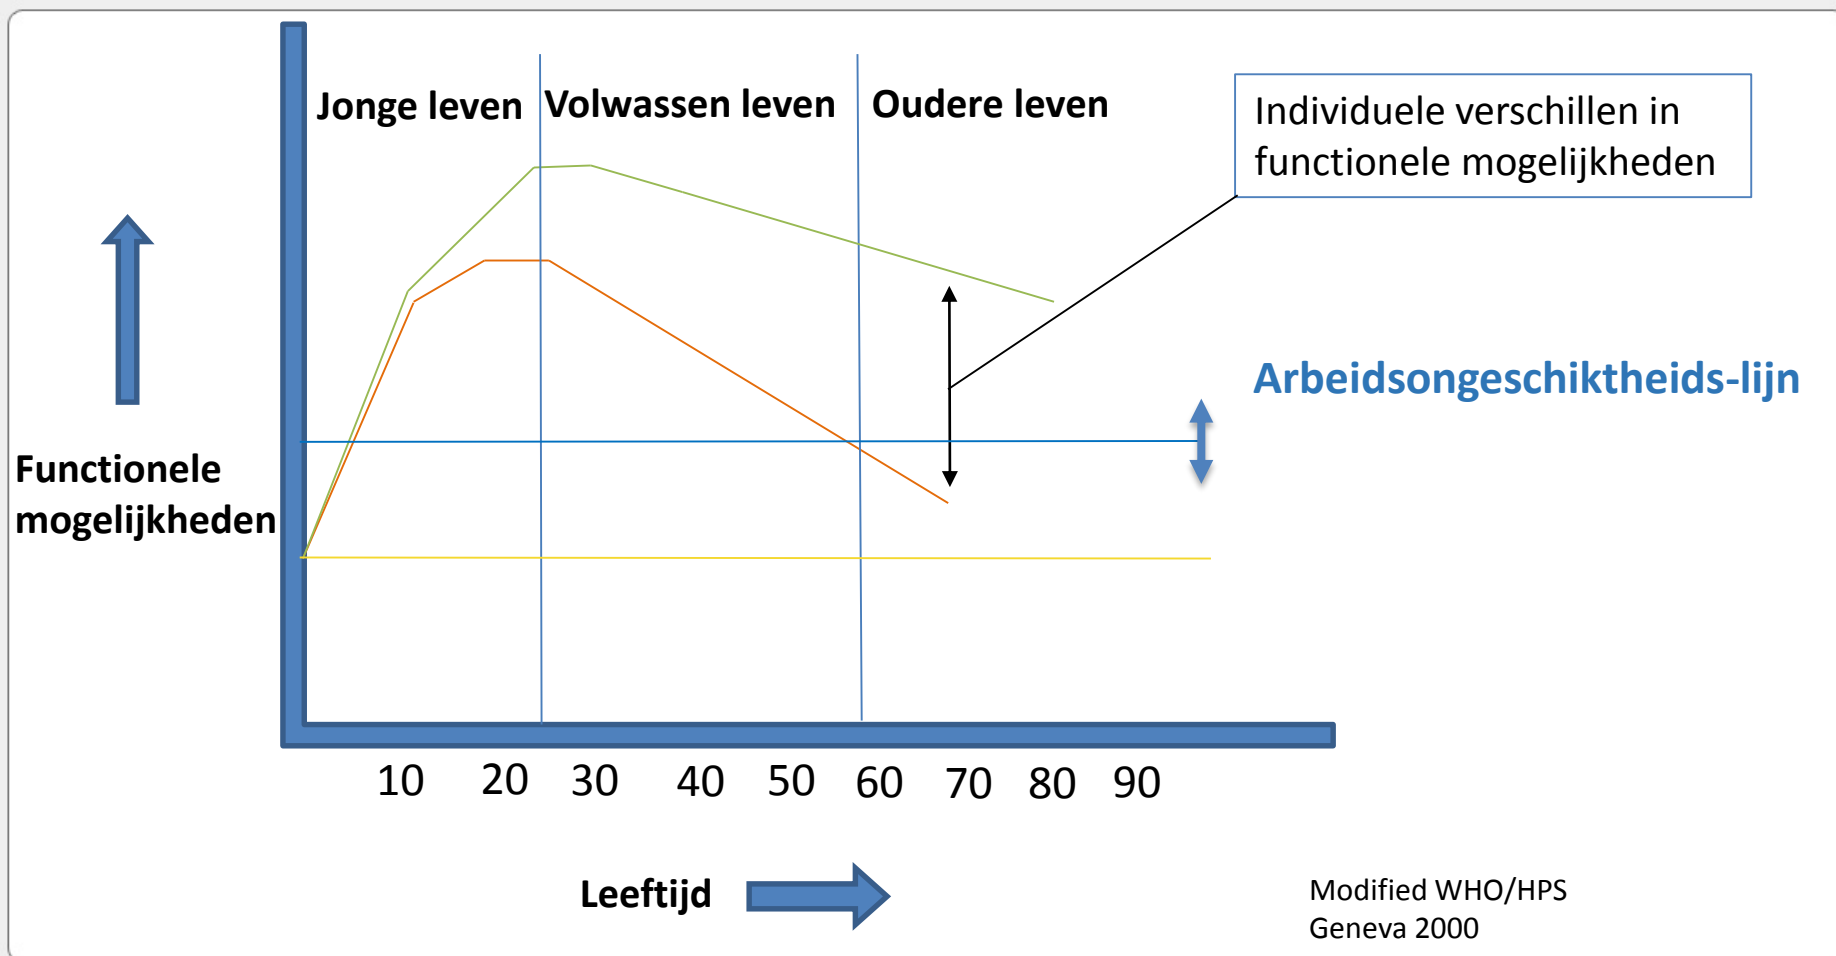 Jonge leven
Volwassen leven
Oudere leven
Individuele verschillen in
functionele mogelijkheden
Arbeidsongeschiktheids-lijn
Functionele
mogelijkheden
10 20 30 40 50 60 70 80 90
Leeftijd
Modified WHO/HPS
Geneva 2000